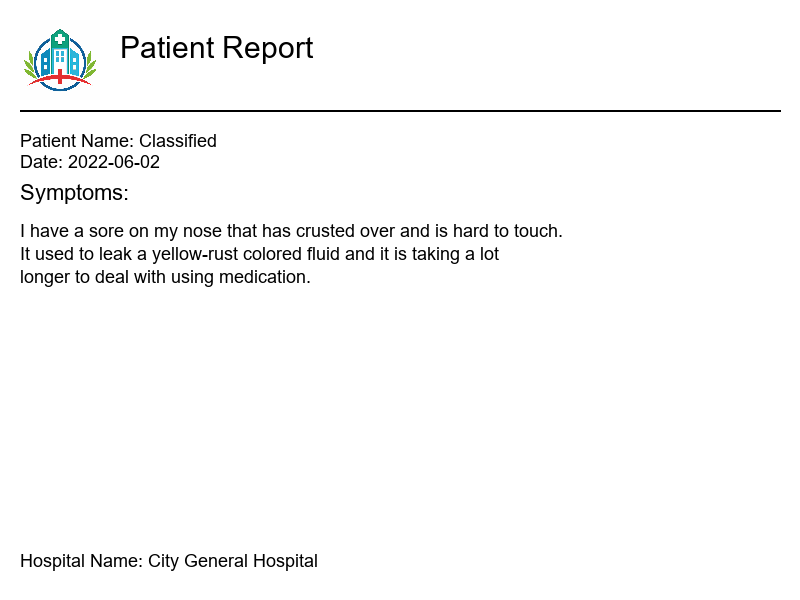 Patient Report
Patient Name: Classified
Date: 2022-06-02
Symptoms:
I have a sore on my nose that has crusted over and is hard to touch.
It used to leak a yellow-rust colored fluid and it is taking a lot
longer to deal with using medication.
Hospital Name: City General Hospital